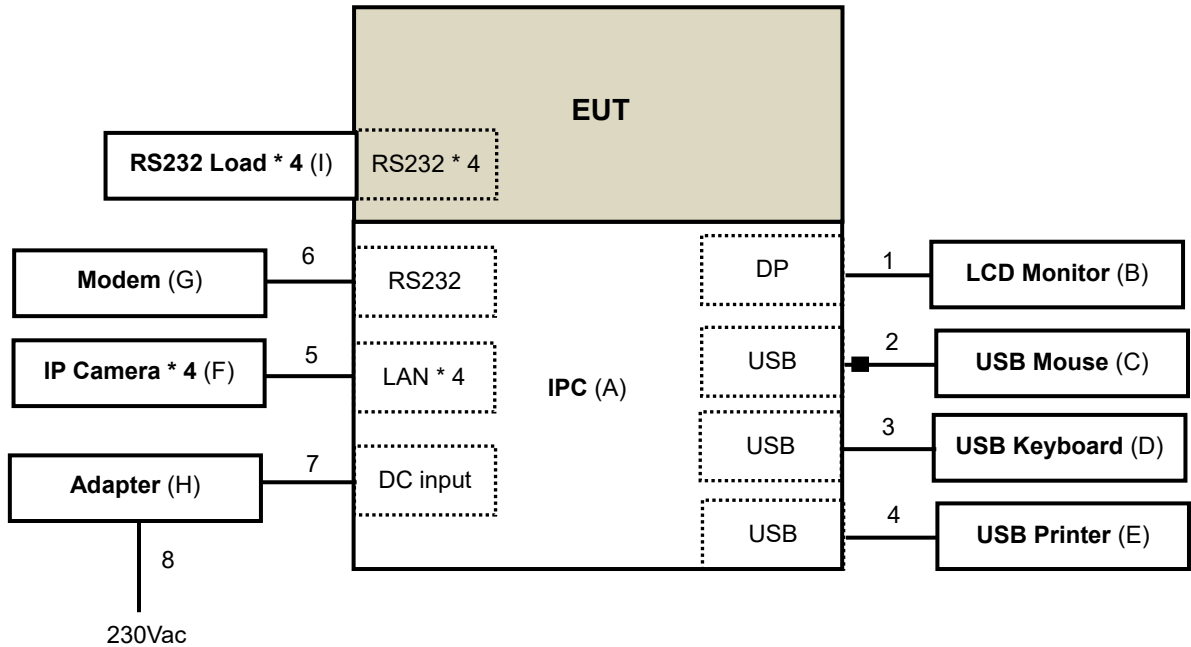 EUT
RS232 Load * 4 (I)
RS232 * 4
6
Modem (G)
RS232
DP
1
LCD Monitor (B)
5
IP Camera * 4 (F)
LAN * 4
IPC (A)
USB
2
USB Mouse (C)
USB
3
USB Keyboard (D)
7
Adapter (H)
DC input
USB
4
USB Printer (E)
8
230Vac